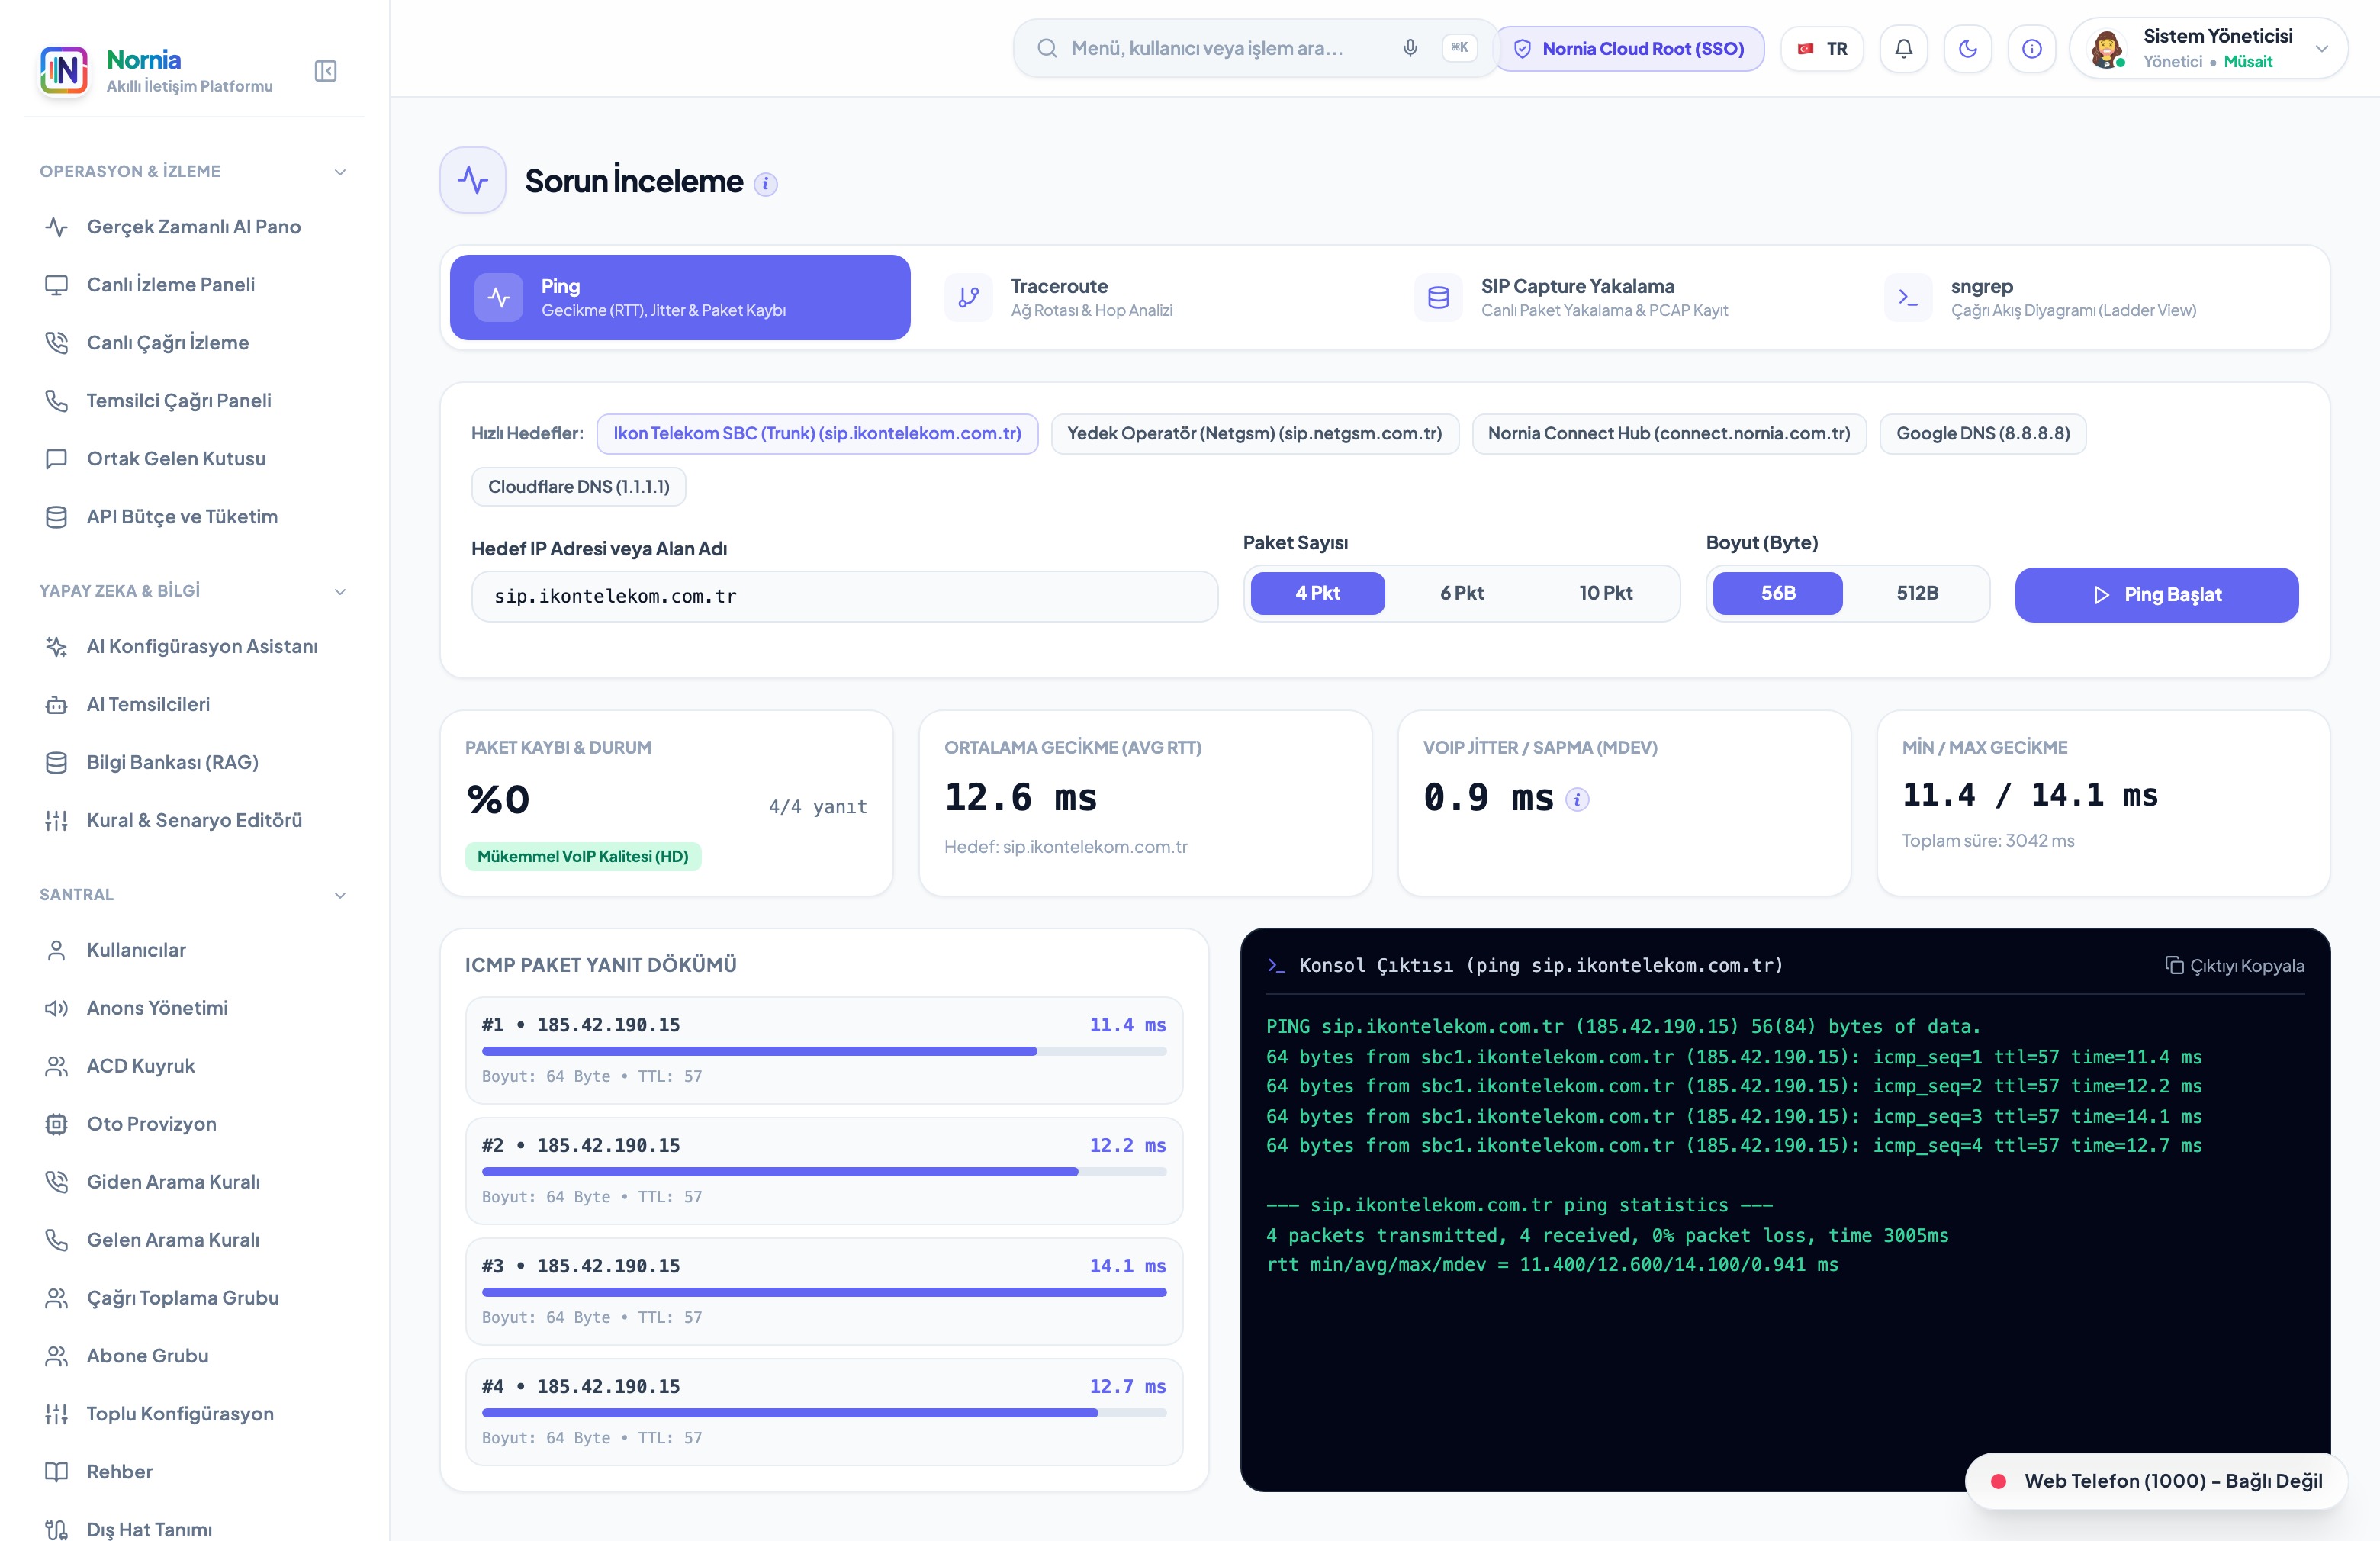 Nornia
Akıllı İletişim Platformu
OPERASYON & İZLEME
Gerçek Zamanlı AI Pano
Canlı İzleme Paneli
Canlı Çağrı İzleme
Temsilci Çağrı Paneli
Ortak Gelen Kutusu
API Bütçe ve Tüketim
YAPAY ZEKA & BİLGİ
AI Konfigürasyon Asistanı
AI Temsilcileri
Bilgi Bankası (RAG)
Kural & Senaryo Editörü
SANTRAL
Kullanıcılar
Anons Yönetimi
ACD Kuyruk
Oto Provizyon
Giden Arama Kuralı
Gelen Arama Kuralı
Çağrı Toplama Grubu
Abone Grubu
Toplu Konfigürasyon
Rehber
Dış Hat Tanımı
Menü, kullanıcı veya işlem ara...
⌘K
Nornia Cloud Root (SSO)
TR
Sistem Yöneticisi
Yönetici • Müsait
Sorun İnceleme
Ping
Gecikme (RTT), Jitter & Paket Kaybı
Traceroute
Ağ Rotası & Hop Analizi
SIP Capture Yakalama
Canlı Paket Yakalama & PCAP Kayıt
sngrep
Çağrı Akış Diyagramı (Ladder View)
Hızlı Hedefler: Ikon Telekom SBC (Trunk) (sip.ikontelekom.com.tr) Yedek Operatör (Netgsm) (sip.netgsm.com.tr) Nornia Connect Hub (connect.nornia.com.tr) Google DNS (8.8.8.8)
Cloudflare DNS (1.1.1.1)
Hedef IP Adresi veya Alan Adı
sip.ikontelekom.com.tr
Paket Sayısı
4 Pkt 6 Pkt 10 Pkt
Boyut (Byte)
56B 512B
Ping Başlat
PAKET KAYBI & DURUM
%0 4/4 yanıt
Mükemmel VoIP Kalitesi (HD)
ORTALAMA GECİKME (AVG RTT)
12.6 ms
Hedef: sip.ikontelekom.com.tr
VOIP JİTTER / SAPMA (MDEV)
0.9 ms
MİN / MAX GECİKME
11.4 / 14.1 ms
Toplam süre: 3042 ms
ICMP PAKET YANIT DÖKÜMÜ
#1 • 185.42.190.15 11.4 ms
Boyut: 64 Byte • TTL: 57
#2 • 185.42.190.15 12.2 ms
Boyut: 64 Byte • TTL: 57
#3 • 185.42.190.15 14.1 ms
Boyut: 64 Byte • TTL: 57
#4 • 185.42.190.15 12.7 ms
Boyut: 64 Byte • TTL: 57
Konsol Çıktısı (ping sip.ikontelekom.com.tr) Çıktıyı Kopyala
PING sip.ikontelekom.com.tr (185.42.190.15) 56(84) bytes of data.
64 bytes from sbc1.ikontelekom.com.tr (185.42.190.15): icmp_seq=1 ttl=57 time=11.4 ms
64 bytes from sbc1.ikontelekom.com.tr (185.42.190.15): icmp_seq=2 ttl=57 time=12.2 ms
64 bytes from sbc1.ikontelekom.com.tr (185.42.190.15): icmp_seq=3 ttl=57 time=14.1 ms
64 bytes from sbc1.ikontelekom.com.tr (185.42.190.15): icmp_seq=4 ttl=57 time=12.7 ms
--- sip.ikontelekom.com.tr ping statistics ---
4 packets transmitted, 4 received, 0% packet loss, time 3005ms
rtt min/avg/max/mdev = 11.400/12.600/14.100/0.941 ms
Web Telefon (1000) - Bağlı Değil